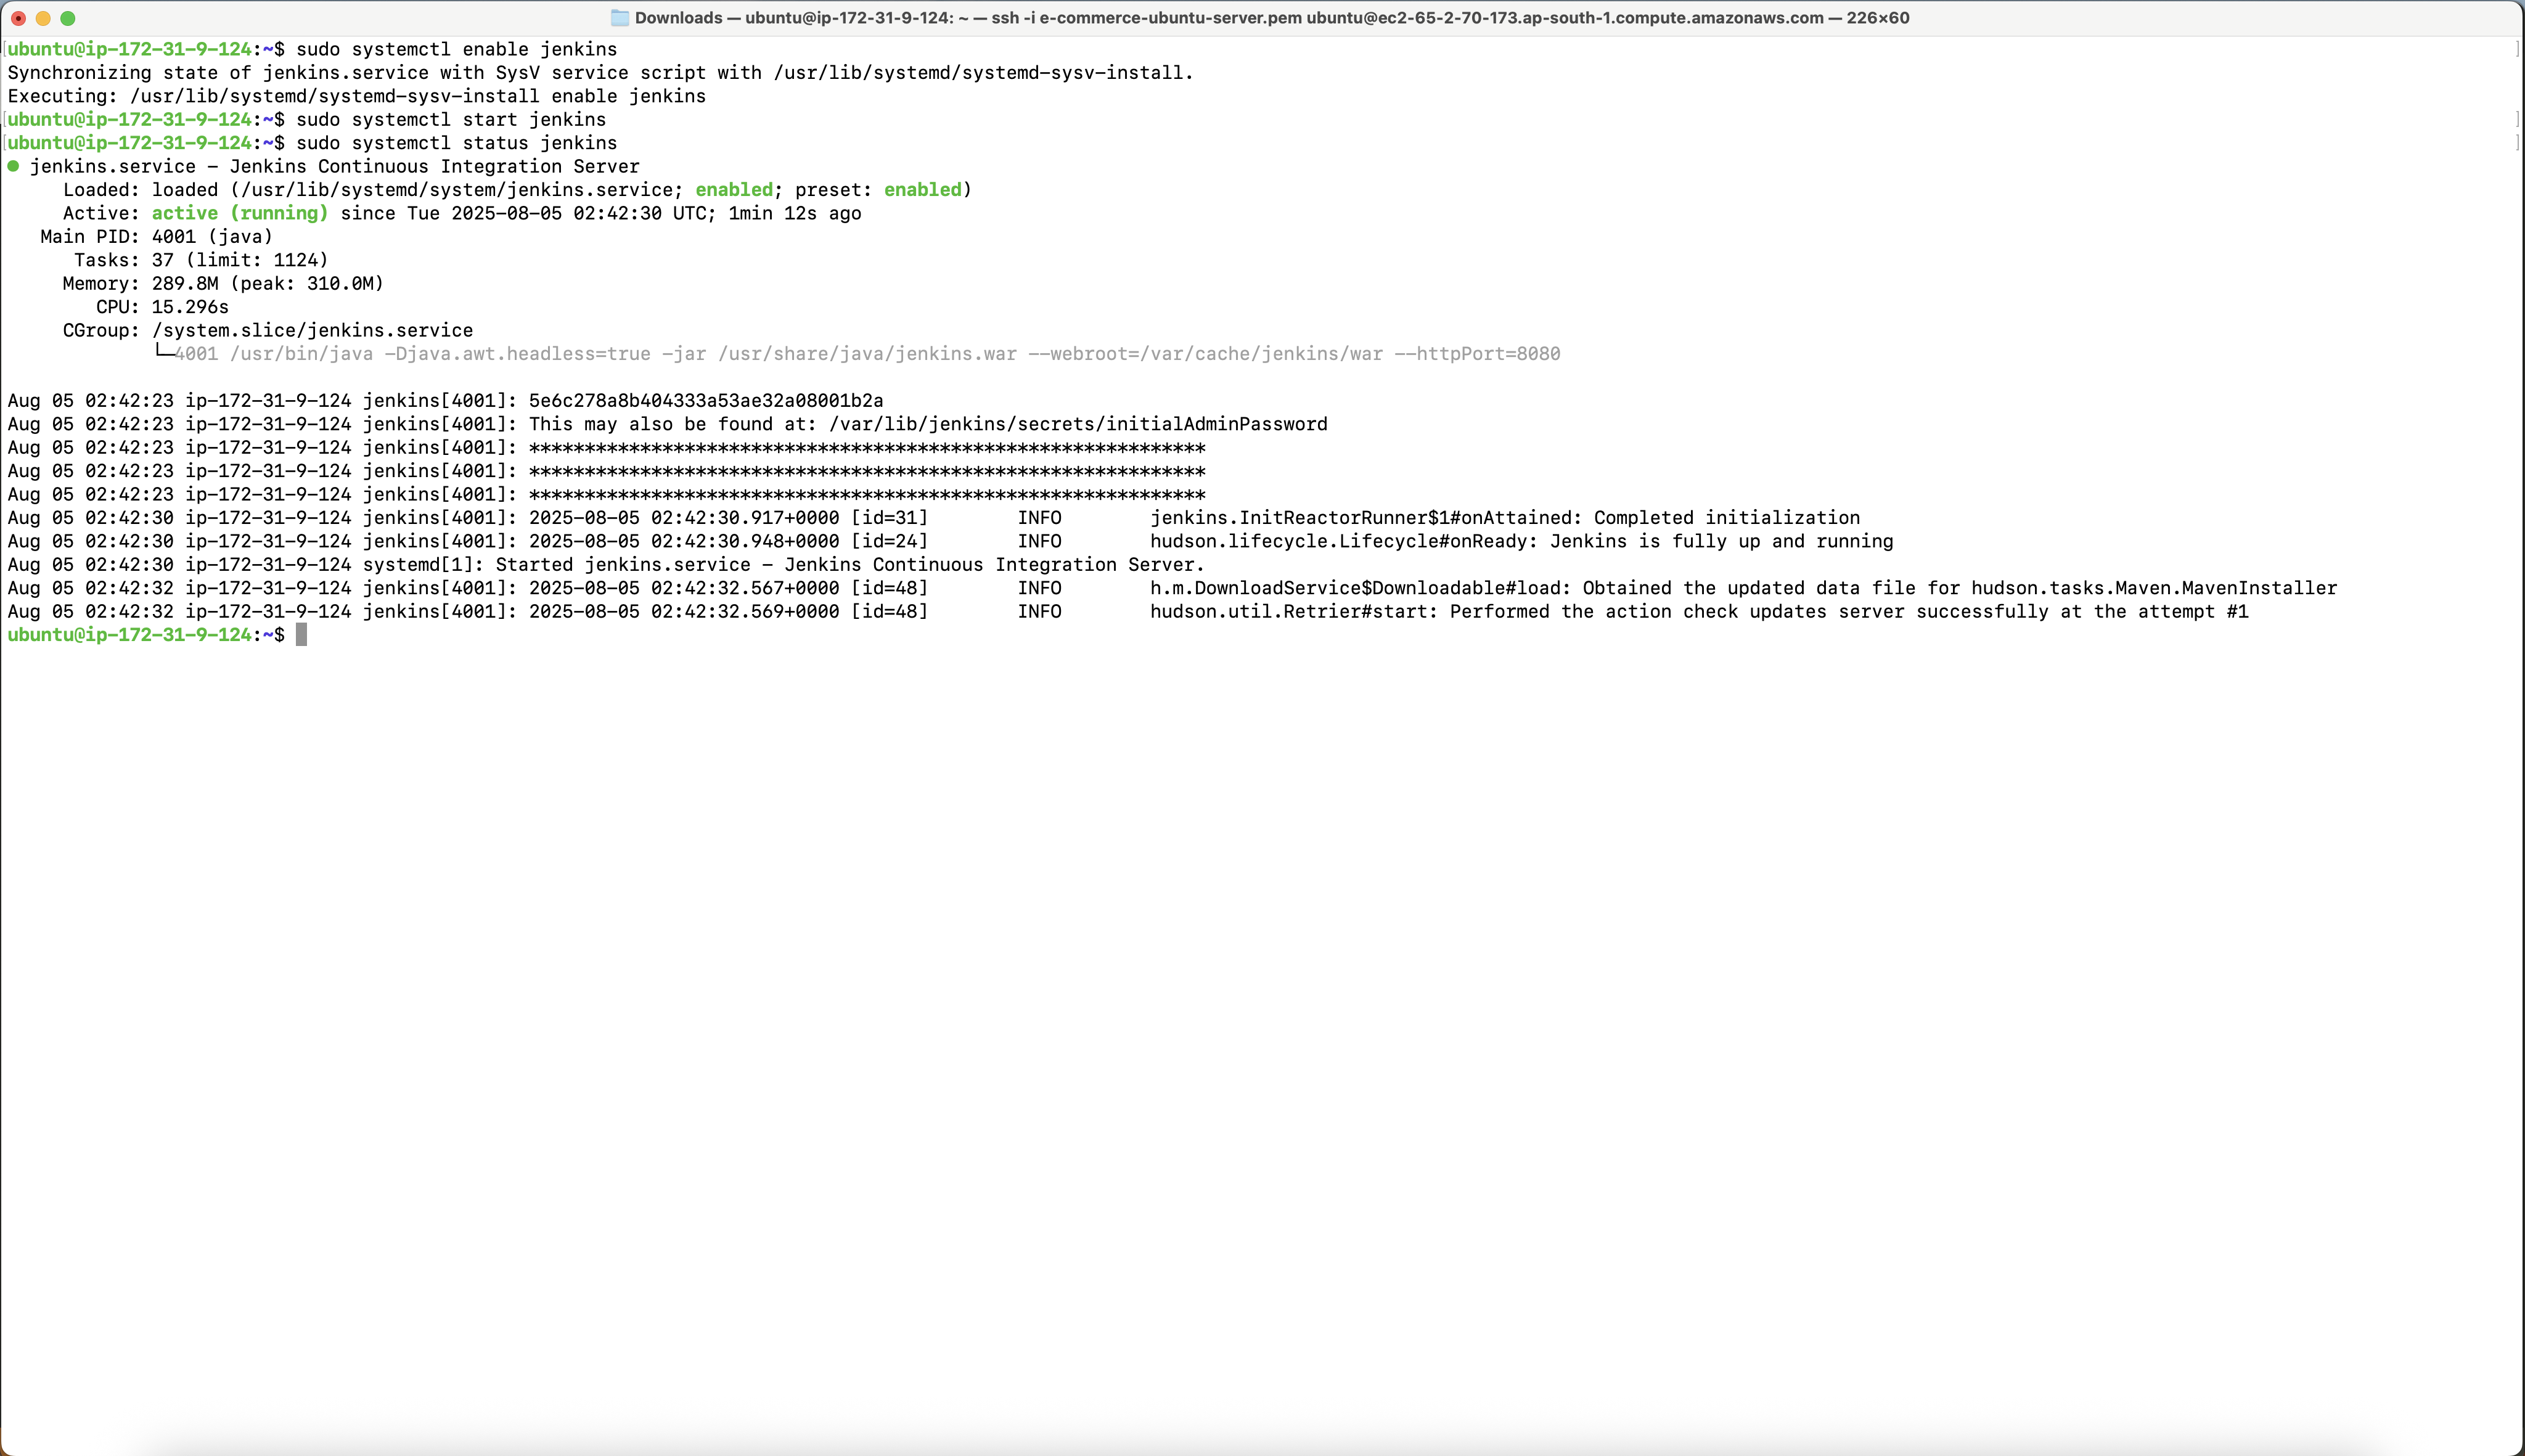 Downloads — ubuntu@ip-172-31-9-124: ~ — ssh -i e-commerce-ubuntu-server.pem ubuntu@ec2-65-2-70-173.ap-south-1.compute.amazonaws.com — 226×60
[ubuntu@ip-172-31-9-124:~$ sudo systemctl enable jenkins ]
Synchronizing state of jenkins.service with SysV service script with /usr/lib/systemd/systemd-sysv-install.
Executing: /usr/lib/systemd/systemd-sysv-install enable jenkins
[ubuntu@ip-172-31-9-124:~$ sudo systemctl start jenkins ]
[ubuntu@ip-172-31-9-124:~$ sudo systemctl status jenkins ]
● jenkins.service - Jenkins Continuous Integration Server
     Loaded: loaded (/usr/lib/systemd/system/jenkins.service; enabled; preset: enabled)
     Active: active (running) since Tue 2025-08-05 02:42:30 UTC; 1min 12s ago
   Main PID: 4001 (java)
      Tasks: 37 (limit: 1124)
     Memory: 289.8M (peak: 310.0M)
        CPU: 15.296s
     CGroup: /system.slice/jenkins.service
             └─4001 /usr/bin/java -Djava.awt.headless=true -jar /usr/share/java/jenkins.war --webroot=/var/cache/jenkins/war --httpPort=8080
Aug 05 02:42:23 ip-172-31-9-124 jenkins[4001]: 5e6c278a8b404333a53ae32a08001b2a
Aug 05 02:42:23 ip-172-31-9-124 jenkins[4001]: This may also be found at: /var/lib/jenkins/secrets/initialAdminPassword
Aug 05 02:42:23 ip-172-31-9-124 jenkins[4001]: *************************************************************
Aug 05 02:42:23 ip-172-31-9-124 jenkins[4001]: *************************************************************
Aug 05 02:42:23 ip-172-31-9-124 jenkins[4001]: *************************************************************
Aug 05 02:42:30 ip-172-31-9-124 jenkins[4001]: 2025-08-05 02:42:30.917+0000 [id=31]        INFO        jenkins.InitReactorRunner$1#onAttained: Completed initialization
Aug 05 02:42:30 ip-172-31-9-124 jenkins[4001]: 2025-08-05 02:42:30.948+0000 [id=24]        INFO        hudson.lifecycle.Lifecycle#onReady: Jenkins is fully up and running
Aug 05 02:42:30 ip-172-31-9-124 systemd[1]: Started jenkins.service - Jenkins Continuous Integration Server.
Aug 05 02:42:32 ip-172-31-9-124 jenkins[4001]: 2025-08-05 02:42:32.567+0000 [id=48]        INFO        h.m.DownloadService$Downloadable#load: Obtained the updated data file for hudson.tasks.Maven.MavenInstaller
Aug 05 02:42:32 ip-172-31-9-124 jenkins[4001]: 2025-08-05 02:42:32.569+0000 [id=48]        INFO        hudson.util.Retrier#start: Performed the action check updates server successfully at the attempt #1
ubuntu@ip-172-31-9-124:~$